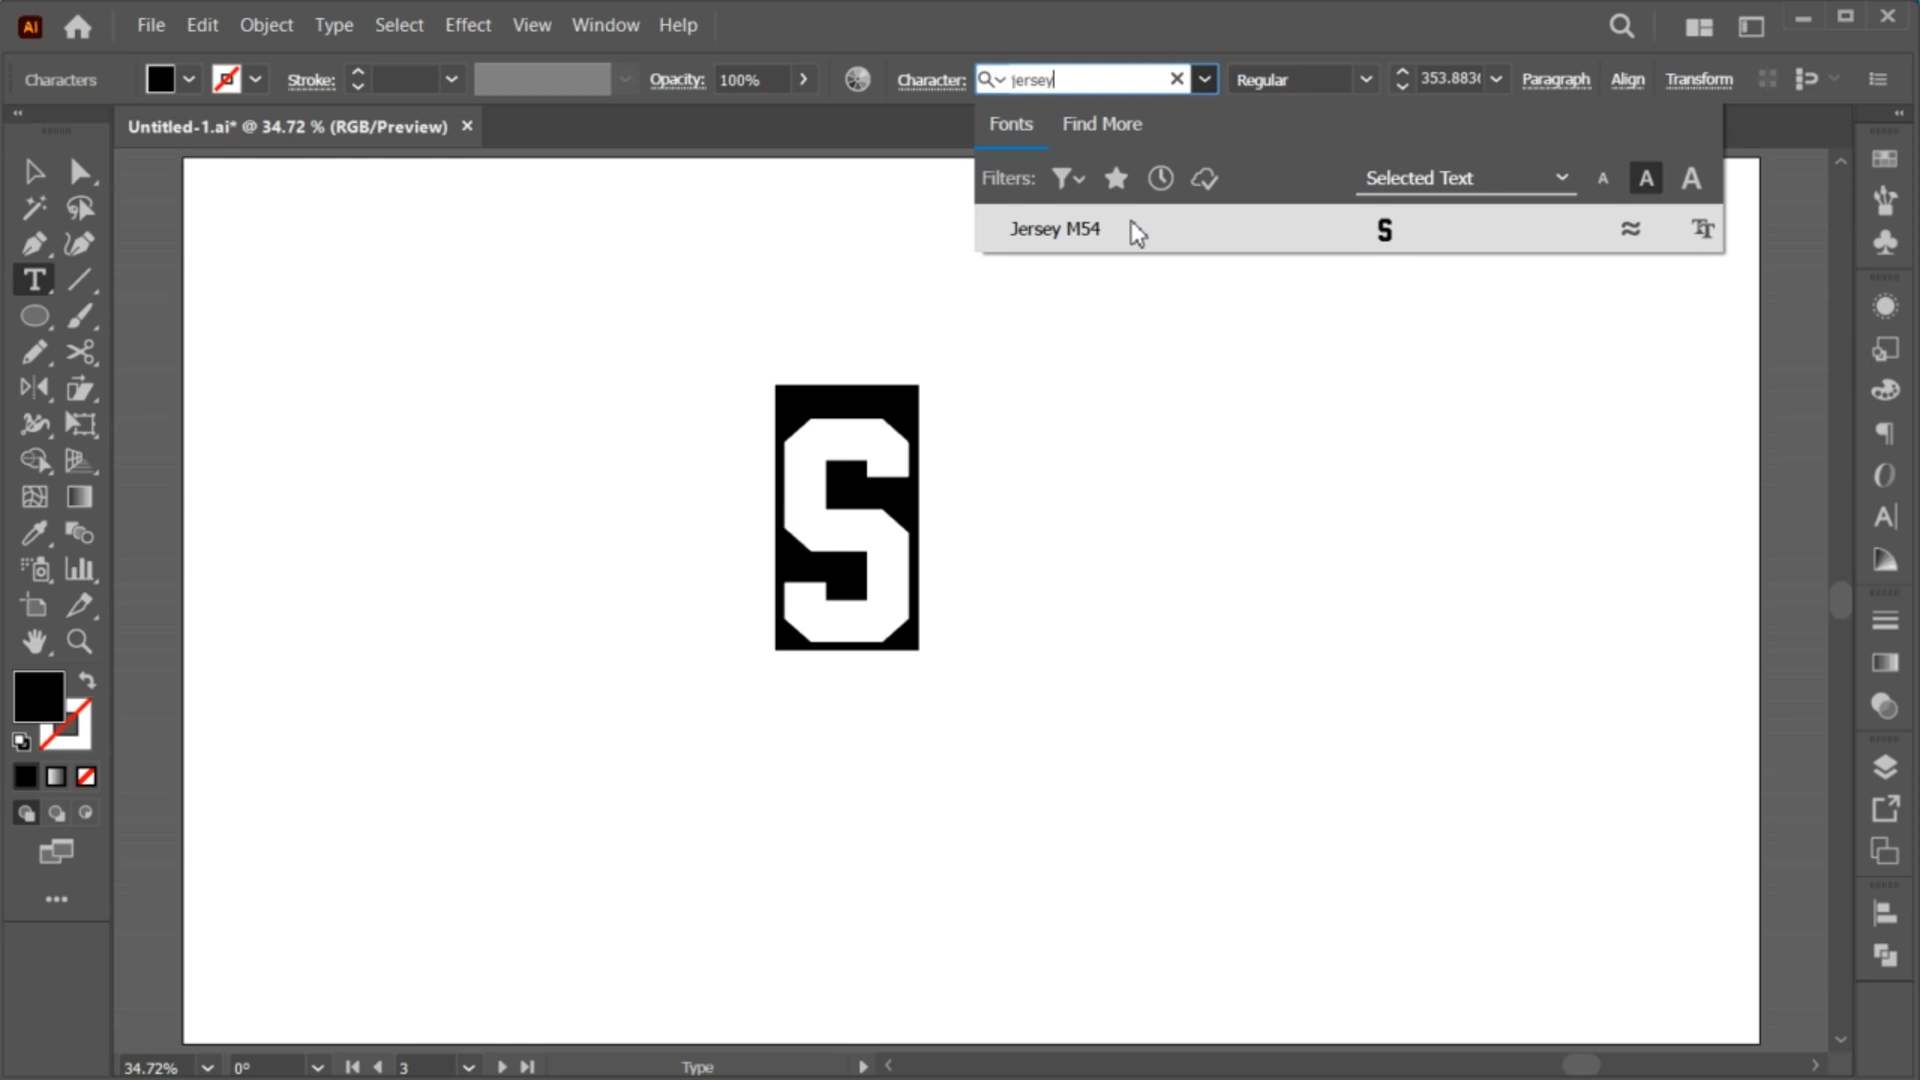 Ai File Edit Object Type Select Effect View Window Help
Characters Stroke: Opacity: 100% Character: jersey Regular 353.883 Paragraph Align Transform
Untitled-1.ai* @ 34.72 % (RGB/Preview)
Fonts Find More
Filters: Selected Text A A A
Jersey M54 S
S
34.72% 0° 3 Type